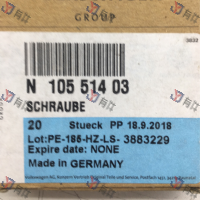 GROUP
N 105 514 03
SCHRAUBE
20 Stueck PP 18.9.2018
Lot:PE-185-HZ-LS- 3883229
Expire date: NONE
Made in GERMANY